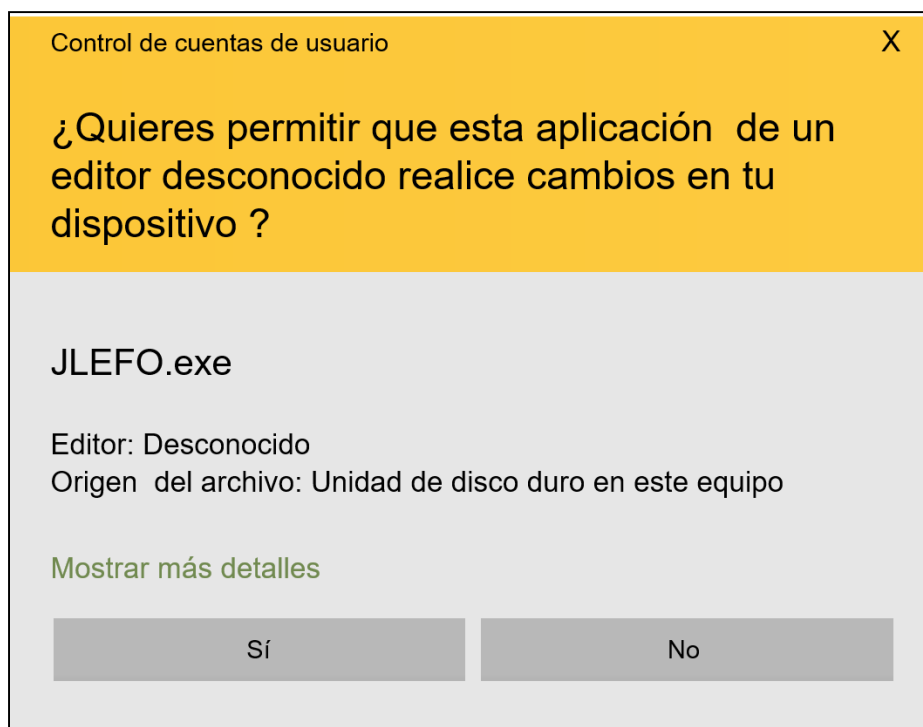 Control de cuentas de usuario
X
¿Quieres permitir que esta aplicación  de un
editor desconocido realice cambios en tu
dispositivo ?
JLEFO.exe
Editor: Desconocido
Origen  del archivo: Unidad de disco duro en este equipo
Mostrar más detalles
Sí
No